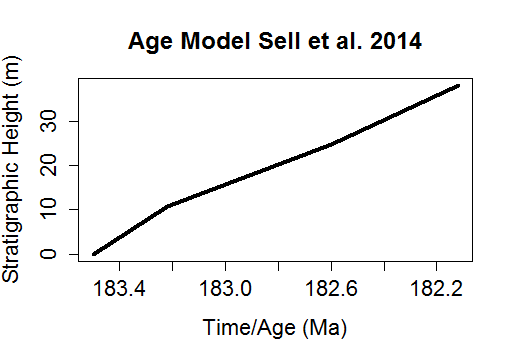 Age Model Sell et al. 2014
Stratigraphic Height (m)
30
20
10
0
183.4 183.0 182.6 182.2
Time/Age (Ma)